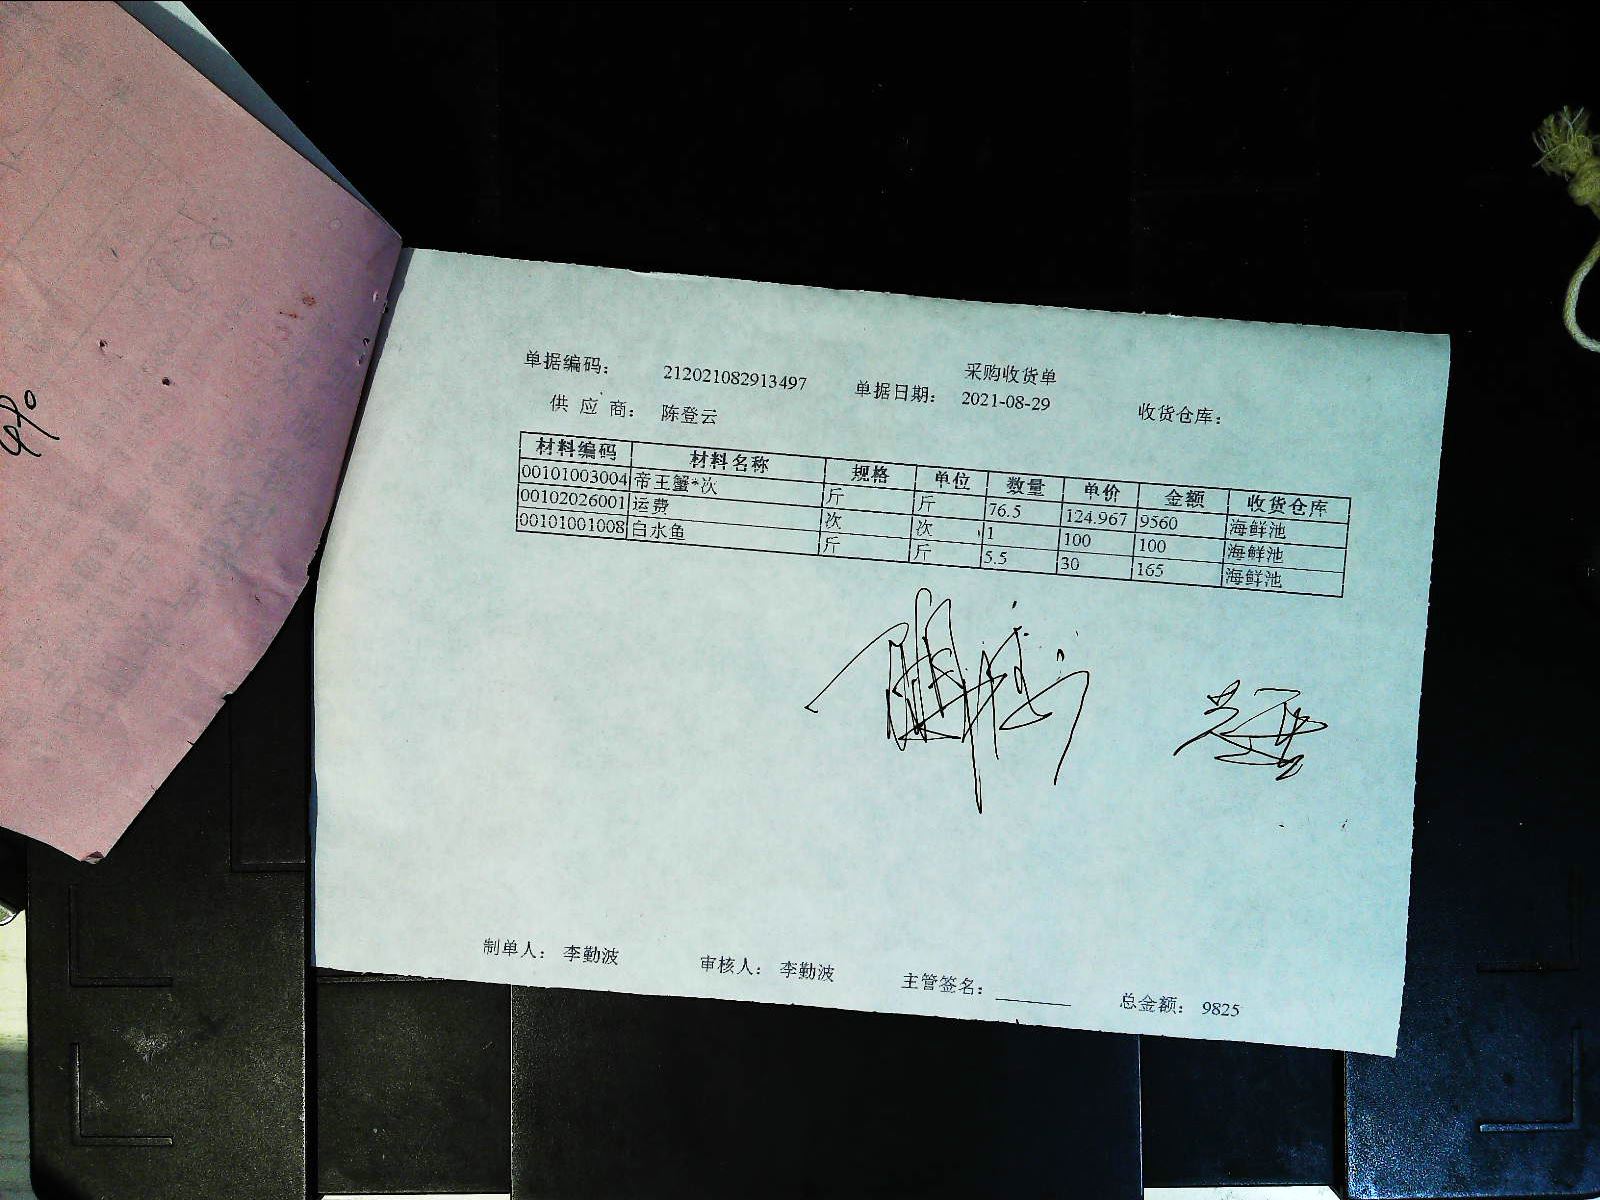 采购收货单
单据编码： 212021082913497 单据日期： 2021-08-29 收货仓库：
供 应 商： 陈登云
材料编码 材料名称 规格 单位 数量 单价 金额 收货仓库
00101003004 帝王蟹*次 斤 斤 76.5 124.967 9560 海鲜池
00102026001 运费 次 次 1 100 100 海鲜池
00101001008 白水鱼 斤 斤 5.5 30 165 海鲜池
制单人： 李勤波 审核人： 李勤波 主管签名： 总金额： 9825